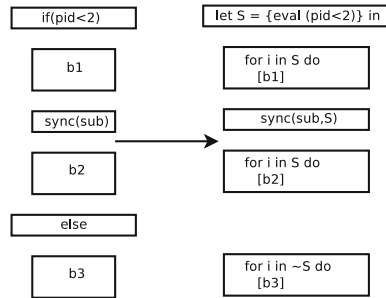 if(pid<2)
b1
sync(sub)
b2
else
b3
let S = {eval (pid<2)} in
for i in S do
[b1]
sync(sub,S)
for i in S do
[b2]
for i in ~S do
[b3]